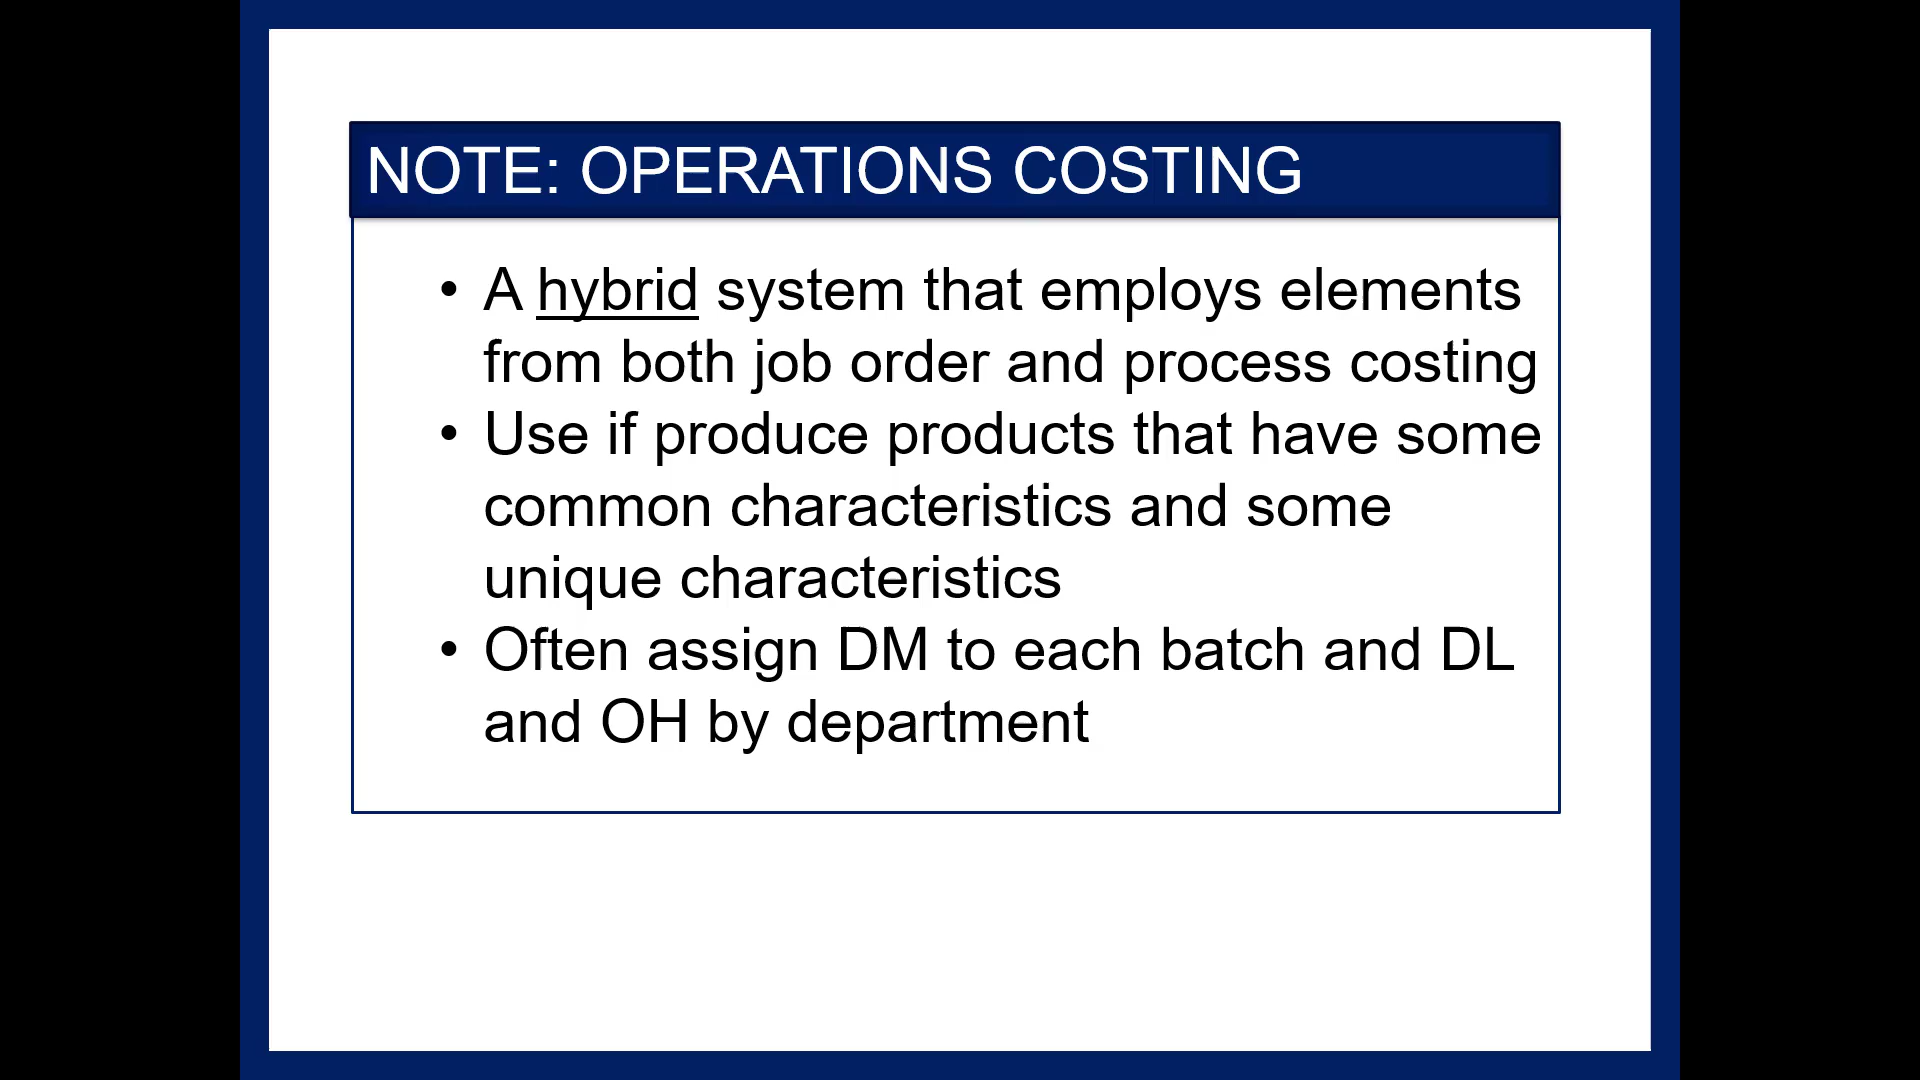 NOTE: OPERATIONS COSTING
• A hybrid system that employs elements
from both job order and process costing
• Use if produce products that have some
common characteristics and some
unique characteristics
• Often assign DM to each batch and DL
and OH by department